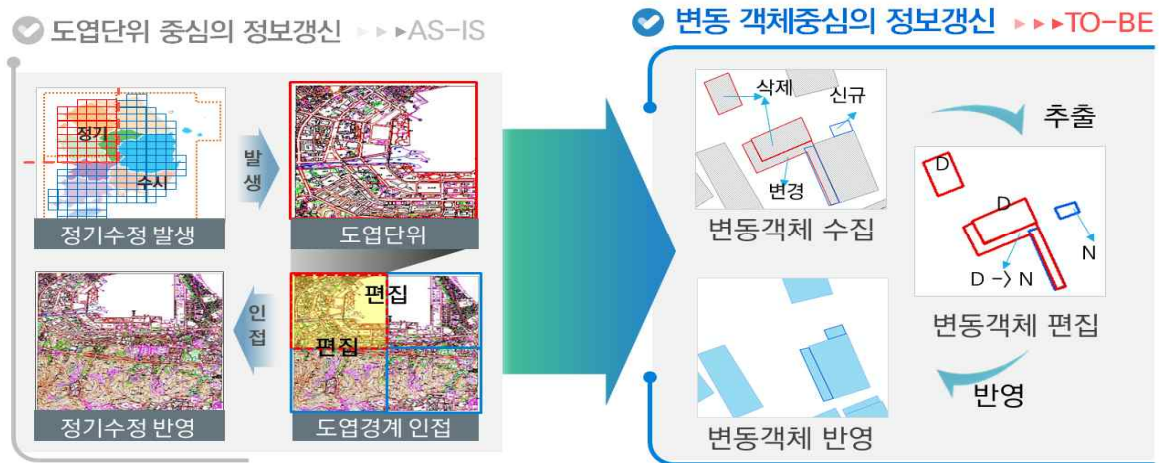 도엽단위 중심의 정보갱신 ▸▸▸AS-IS
정기
수시
정기수정 발생
발생
도엽단위
편집
편집
도엽경계 인접
인접
정기수정 반영
변동 객체중심의 정보갱신 ▸▸▸TO-BE
삭제
신규
변경
변동객체 수집
추출
D
D
N
D -> N
변동객체 편집
반영
변동객체 반영